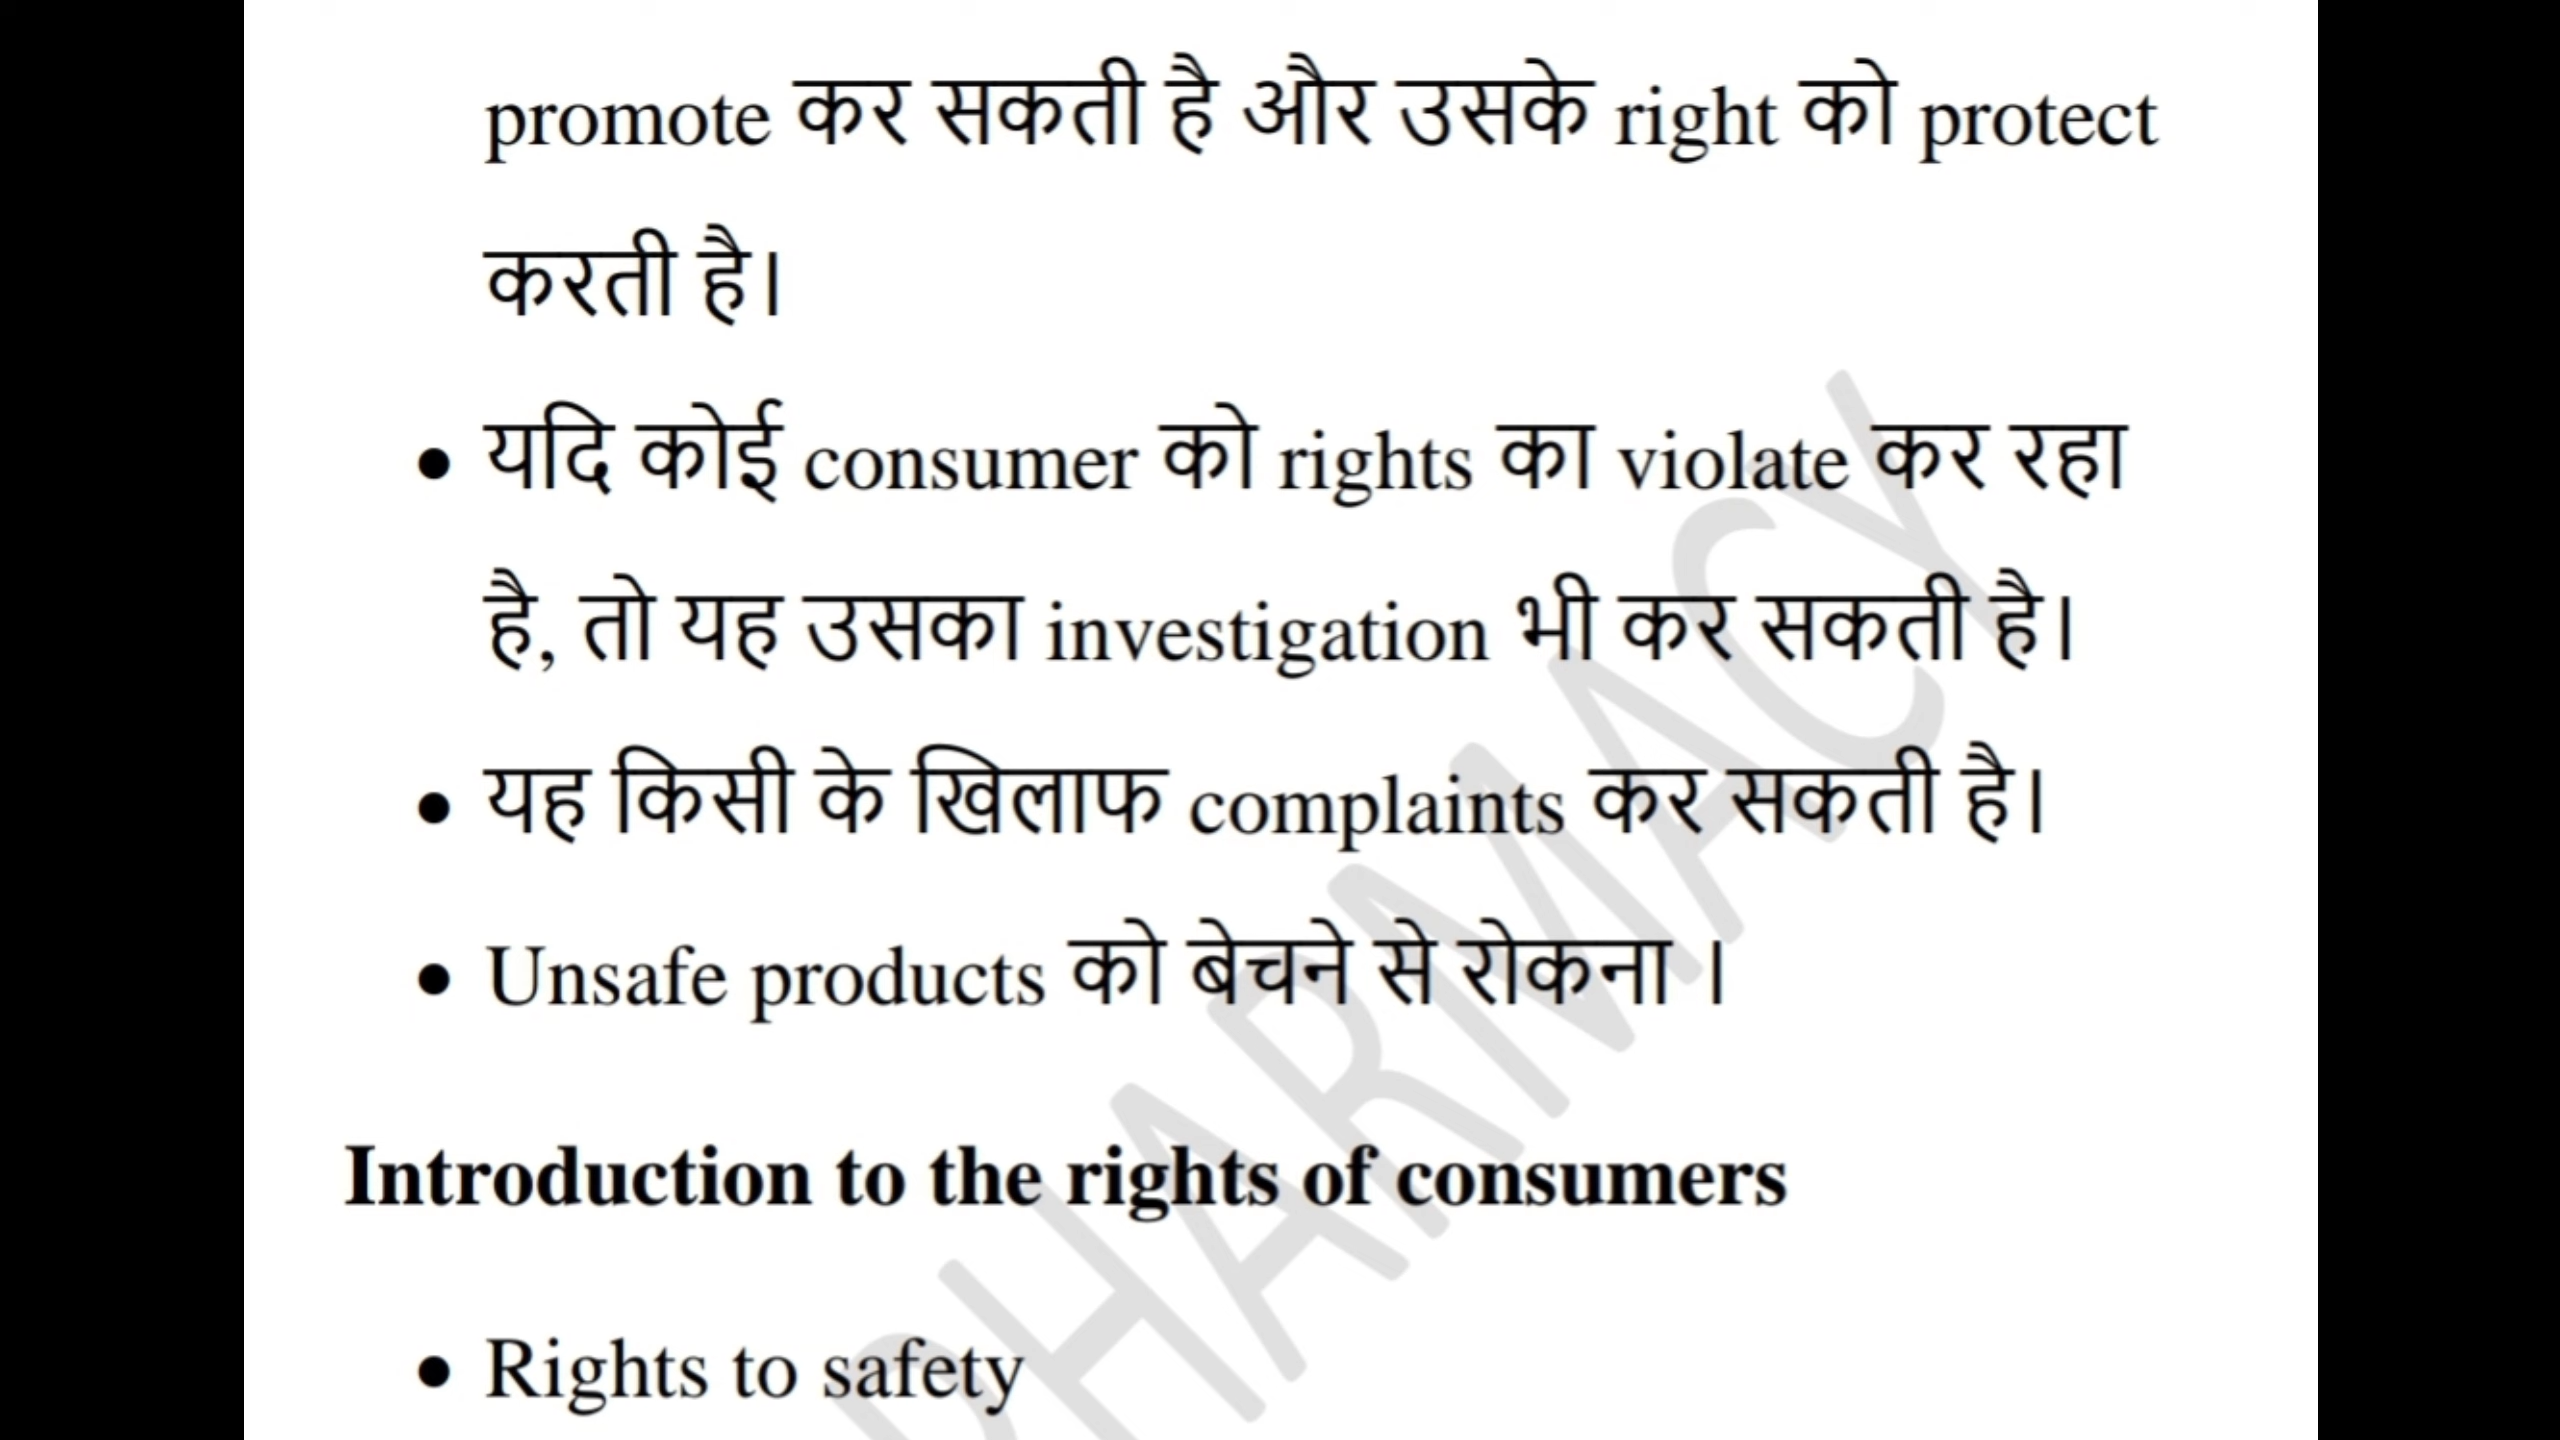 promote कर सकती है और उसके right को protect
करती है।
• यदि कोई consumer को rights का violate कर रहा
है, तो यह उसका investigation भी कर सकती है।
• यह किसी के खिलाफ complaints कर सकती है।
• Unsafe products को बेचने से रोकना ।
Introduction to the rights of consumers
• Rights to safety
PHARMACY